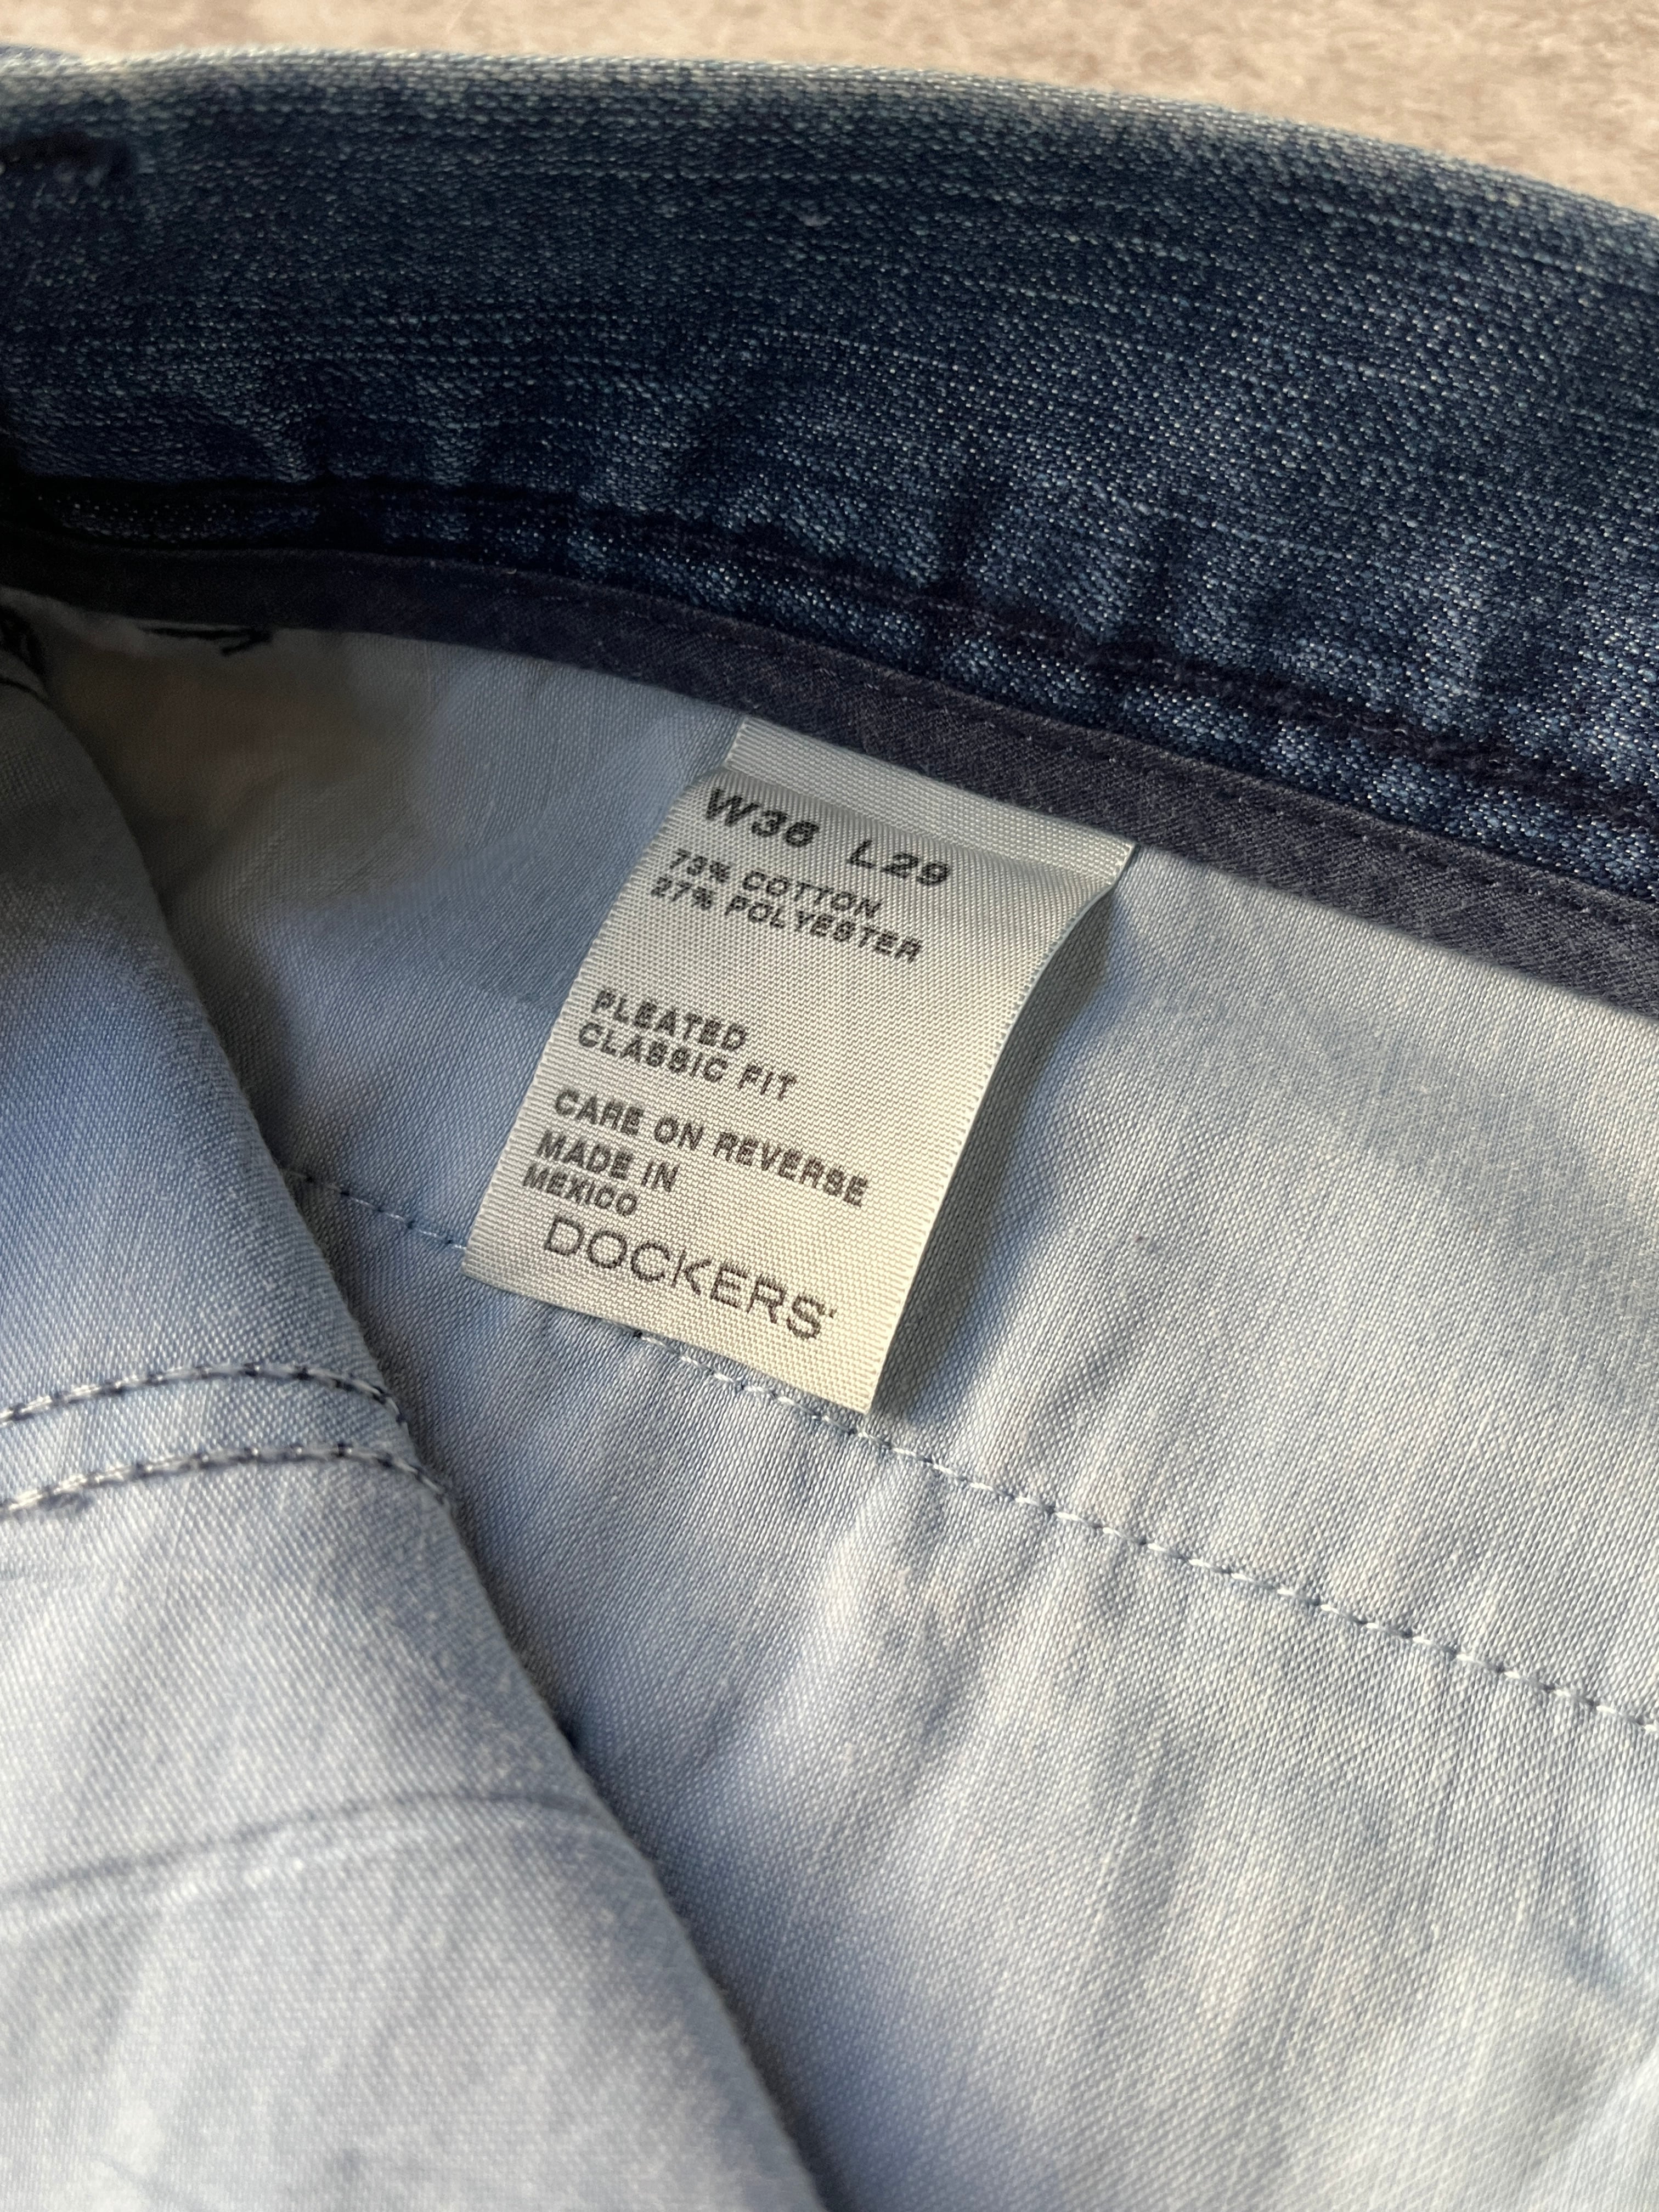 W36 L29
73% COTTON
27% POLYESTER
PLEATED
CLASSIC FIT
CARE ON REVERSE
MADE IN
MEXICO
DOCKERS®